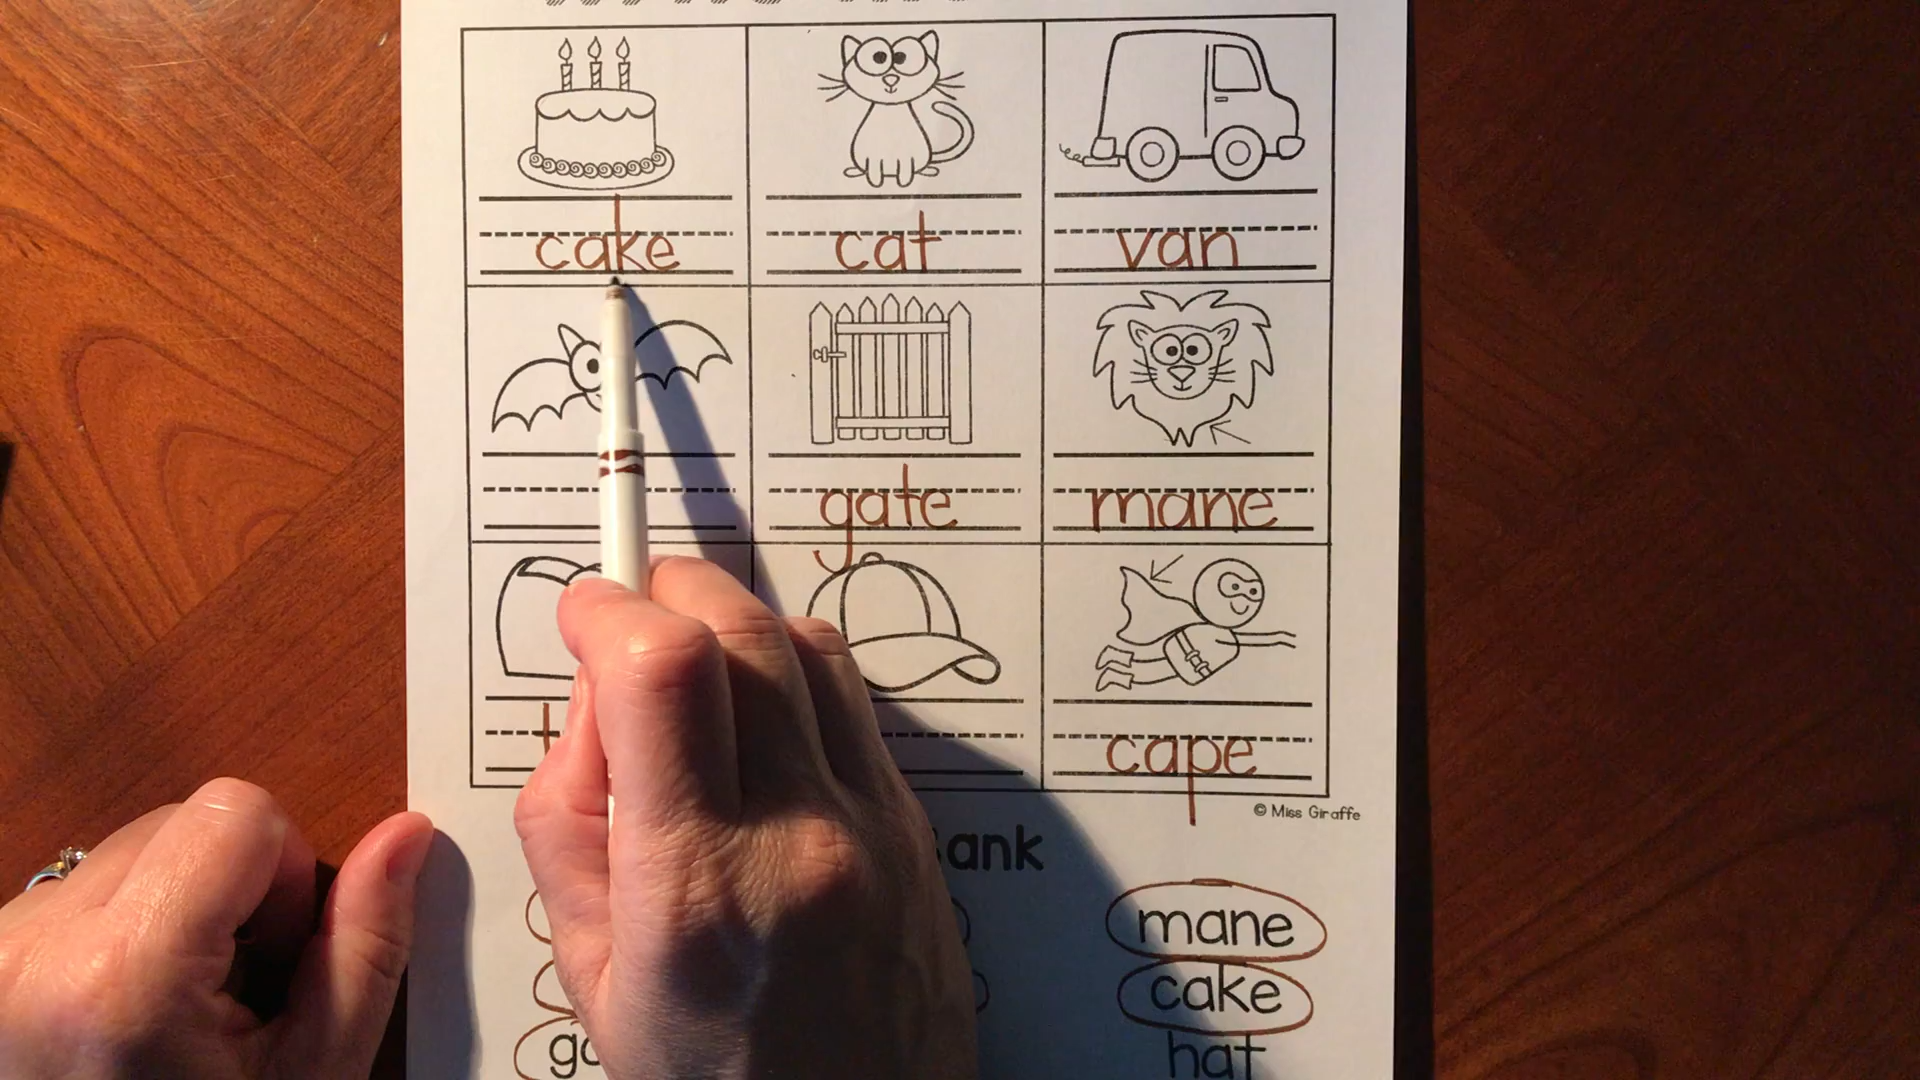 cake cat van
gate mane
cape
© Miss Giraffe
ank
mane
cake
hat